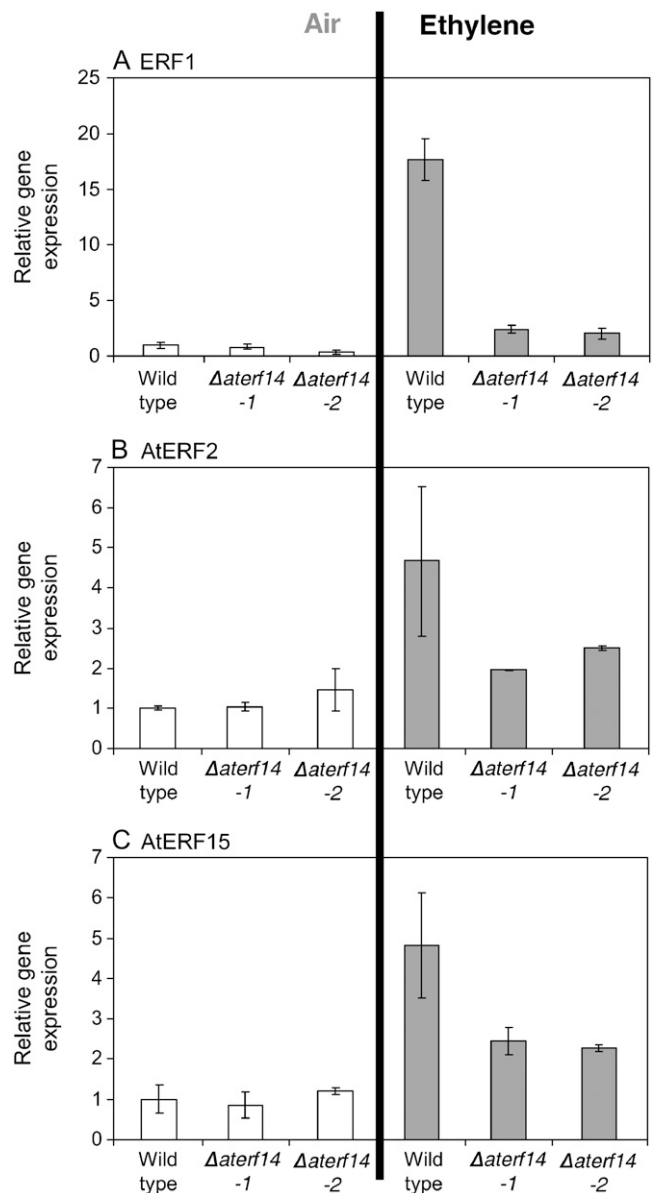 Air Ethylene
A ERF1
25
20
15
10
5
0
Relative gene
expression
Wild Δaterf14 Δaterf14 Wild Δaterf14 Δaterf14
type -1 -2 type -1 -2
B AtERF2
7
6
5
4
3
2
1
0
Relative gene
expression
Wild Δaterf14 Δaterf14 Wild Δaterf14 Δaterf14
type -1 -2 type -1 -2
C AtERF15
7
6
5
4
3
2
1
0
Relative gene
expression
Wild Δaterf14 Δaterf14 Wild Δaterf14 Δaterf14
type -1 -2 type -1 -2